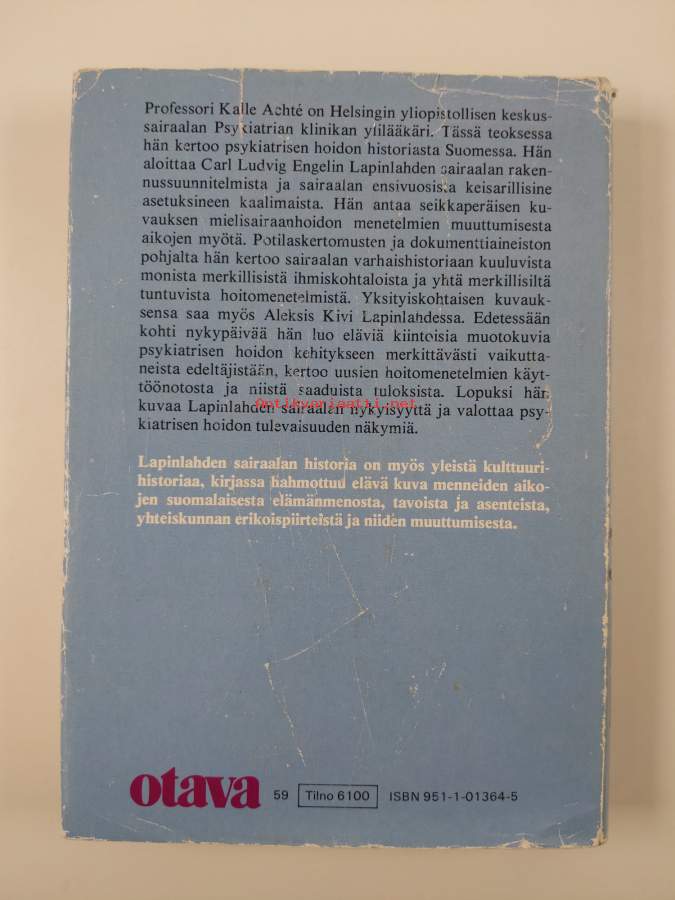 Professori Kalle Achté on Helsingin yliopistollisen keskus-
sairaalan Psykiatrian klinikan ylilääkäri. Tässä teoksessa
hän kertoo psykiatrisen hoidon historiasta Suomessa. Hän
aloittaa Carl Ludvig Engelin Lapinlahden sairaalan raken-
nussuunnitelmista ja sairaalan ensivuosista keisarillisine
asetuksineen kaalimaista. Hän antaa seikkaperäisen ku-
vauksen mielisairaanhoidon menetelmien muuttumisesta
aikojen myötä. Potilaskertomusten ja dokumenttiaineiston
pohjalta hän kertoo sairaalan varhaishistoriaan kuuluvista
monista merkillisistä ihmiskohtaloista ja yhtä merkillisiltä
tuntuvista hoitomenetelmistä. Yksityiskohtaisen kuvauk-
sensa saa myös Aleksis Kivi Lapinlahdessa. Edetessään
kohti nykypäivää hän luo eläviä kiintoisia muotokuvia
psykiatrisen hoidon kehitykseen merkittävästi vaikutta-
neista edeltäjistään, kertoo uusien hoitomenetelmien käyt-
töönotosta ja niistä saaduista tuloksista. Lopuksi hän
kuvaa Lapinlahden sairaalan nykyisyyttä ja valottaa psy-
kiatrisen hoidon tulevaisuuden näkymiä.
Antikvariaatti.net
Lapinlahden sairaalan historia on myös yleistä kulttuuri-
historiaa, kirjassa hahmottuu elävä kuva menneiden aiko-
jen suomalaisesta elämänmenosta, tavoista ja asenteista,
yhteiskunnan erikoispiirteistä ja niiden muuttumisesta.
otava 59 Tilno 6100 ISBN 951-1-01364-5